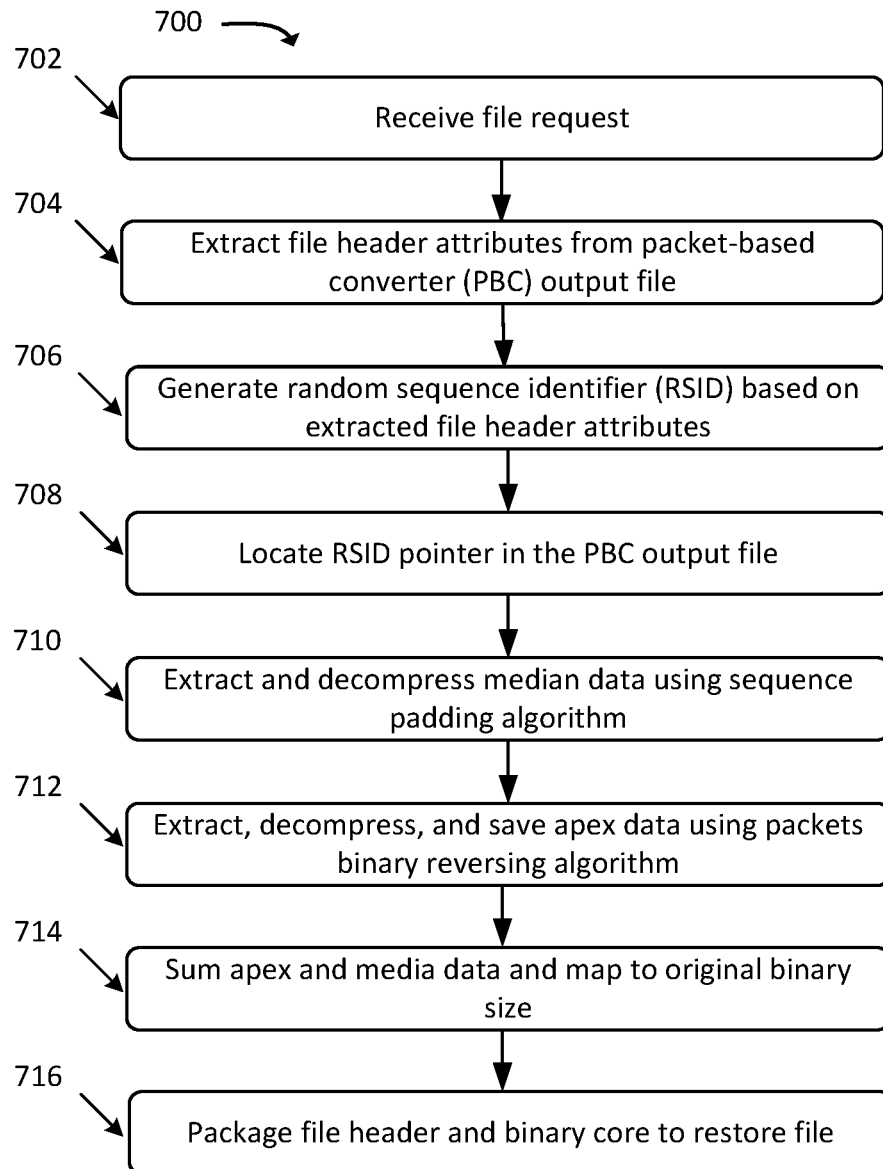 700
702
Receive file request
704
Extract file header attributes from packet-based
converter (PBC) output file
706
Generate random sequence identifier (RSID) based on
extracted file header attributes
708
Locate RSID pointer in the PBC output file
710
Extract and decompress median data using sequence
padding algorithm
712
Extract, decompress, and save apex data using packets
binary reversing algorithm
714
Sum apex and media data and map to original binary
size
716
Package file header and binary core to restore file